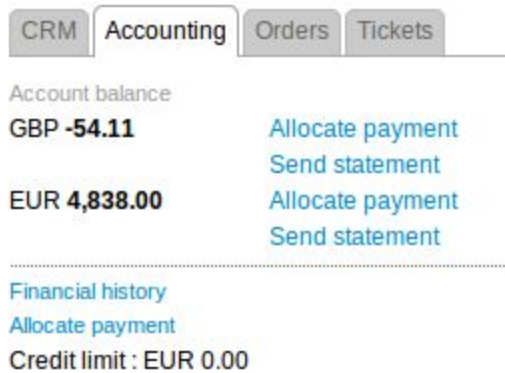 CRM Accounting Orders Tickets
Account balance
GBP -54.11 Allocate payment
Send statement
EUR 4,838.00 Allocate payment
Send statement
Financial history
Allocate payment
Credit limit : EUR 0.00